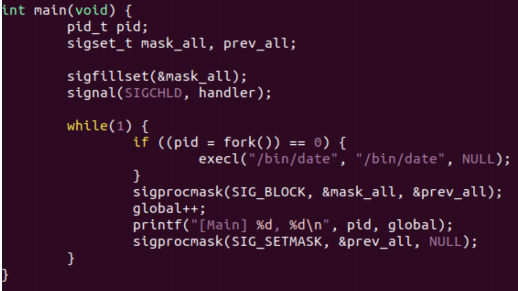 int main(void) {
        pid_t pid;
        sigset_t mask_all, prev_all;

        sigfillset(&mask_all);
        signal(SIGCHLD, handler);

        while(1) {
                if ((pid = fork()) == 0) {
                        execl("/bin/date", "/bin/date", NULL);
                }
                sigprocmask(SIG_BLOCK, &mask_all, &prev_all);
                global++;
                printf("[Main] %d, %d\n", pid, global);
                sigprocmask(SIG_SETMASK, &prev_all, NULL);
        }
}